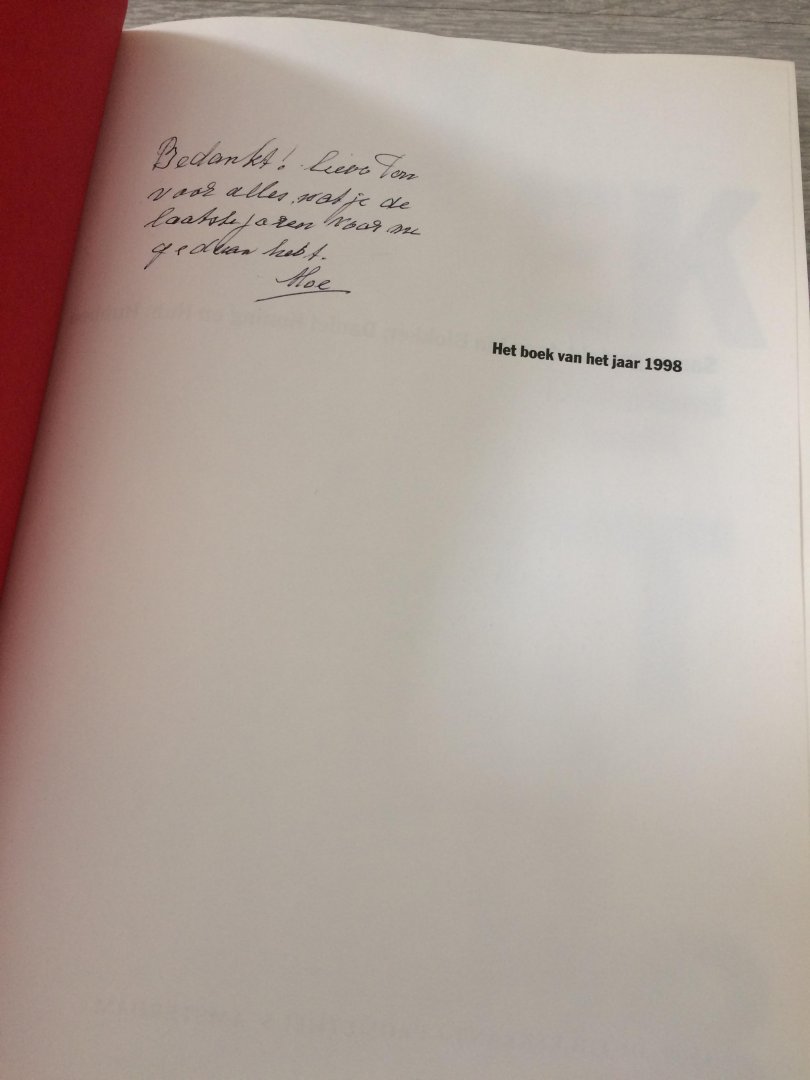 Bedankt! lieve Ton
voor alles, wat je de
laatste jaren voor me
gedaan hebt.
Moe
Het boek van het jaar 1998